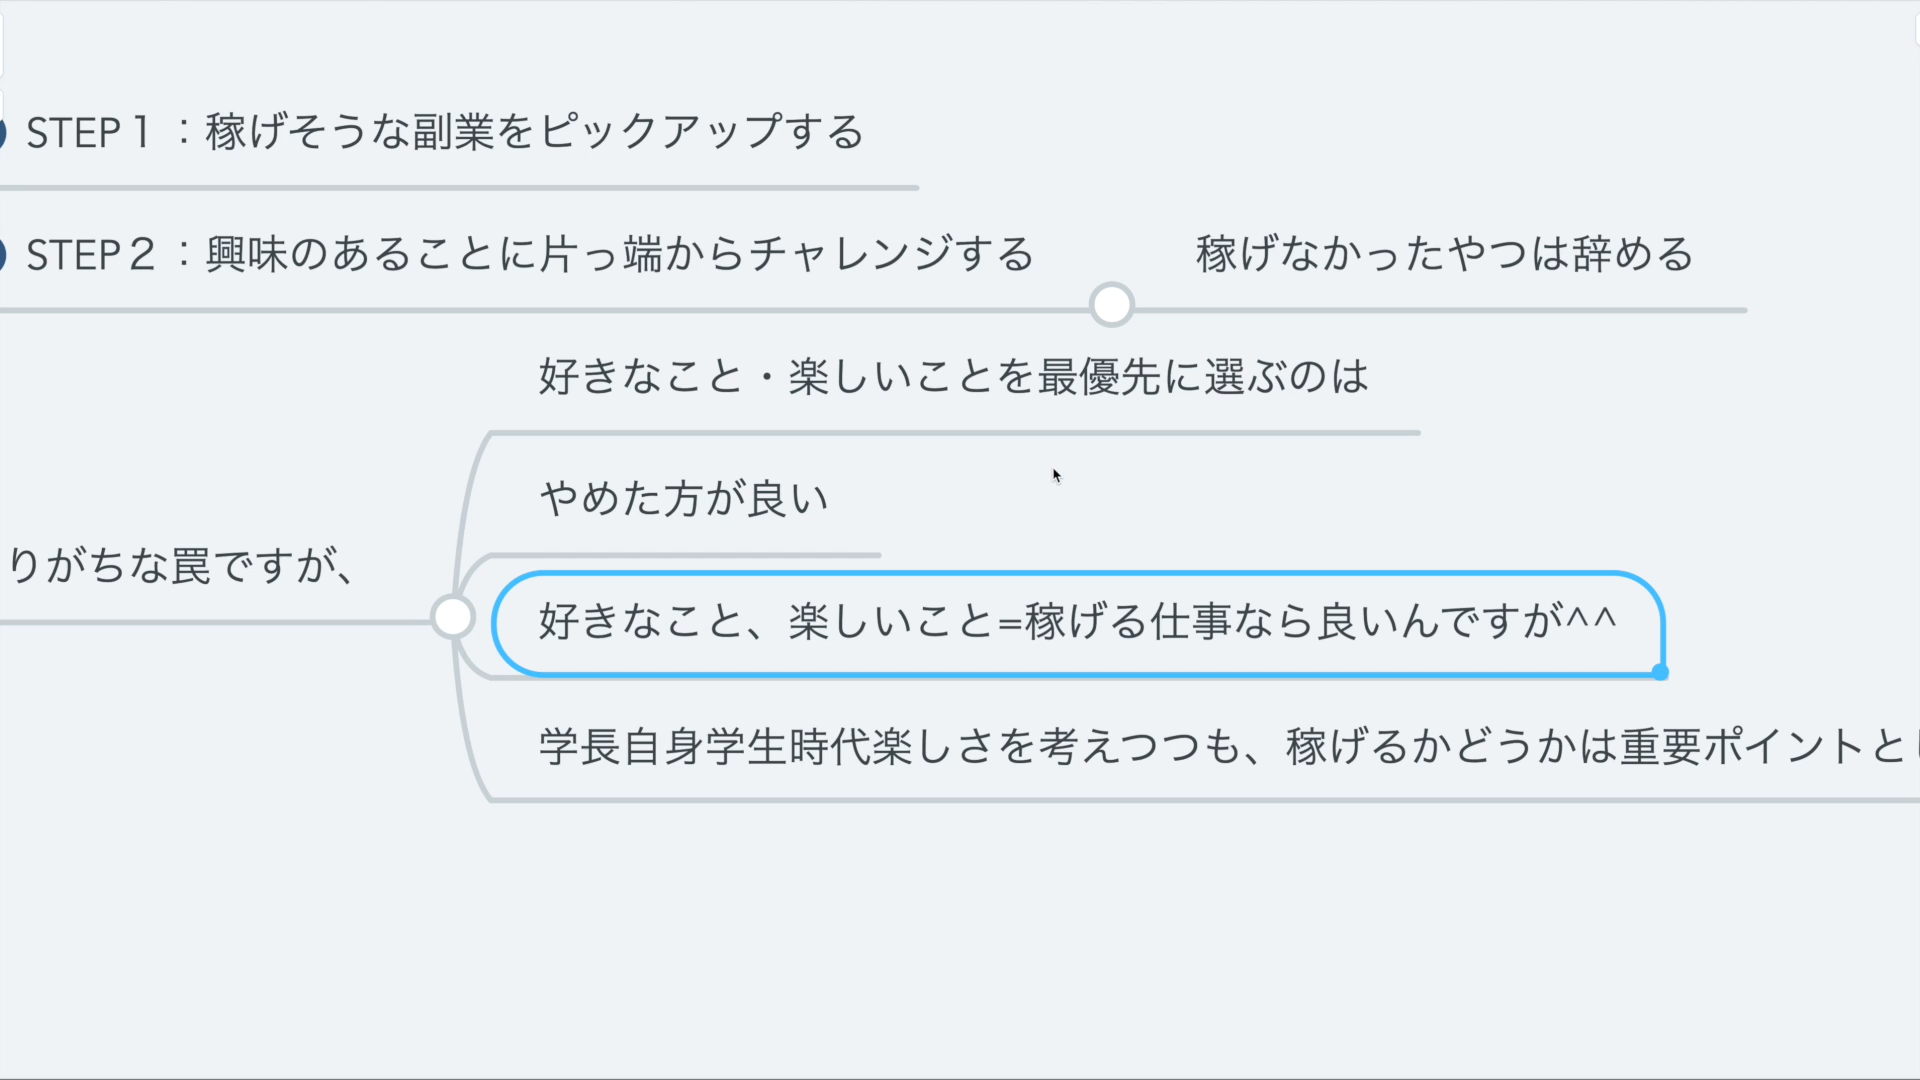 STEP１：稼げそうな副業をピックアップする
STEP２：興味のあることに片っ端からチャレンジする
稼げなかったやつは辞める
好きなこと・楽しいことを最優先に選ぶのは
やめた方が良い
りがちな罠ですが、
好きなこと、楽しいこと=稼げる仕事なら良いんですが^^
学長自身学生時代楽しさを考えつつも、稼げるかどうかは重要ポイントと